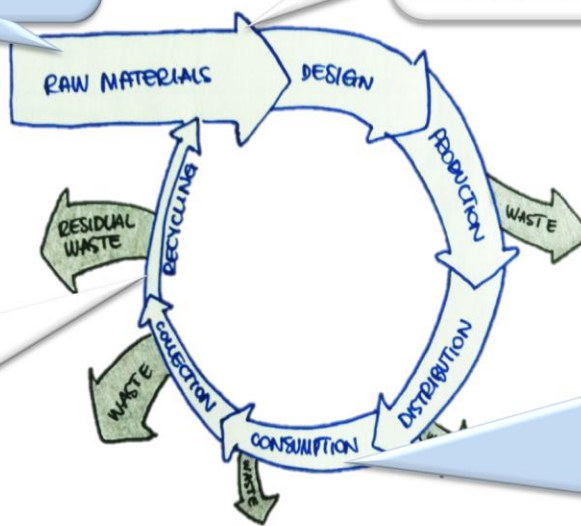 RAW MATERIALS
DESIGN
PRODUCTION
WASTE
DISTRIBUTION
CONSUMPTION
WASTE
COLLECTION
WASTE
RECYCLING
RESIDUAL
WASTE